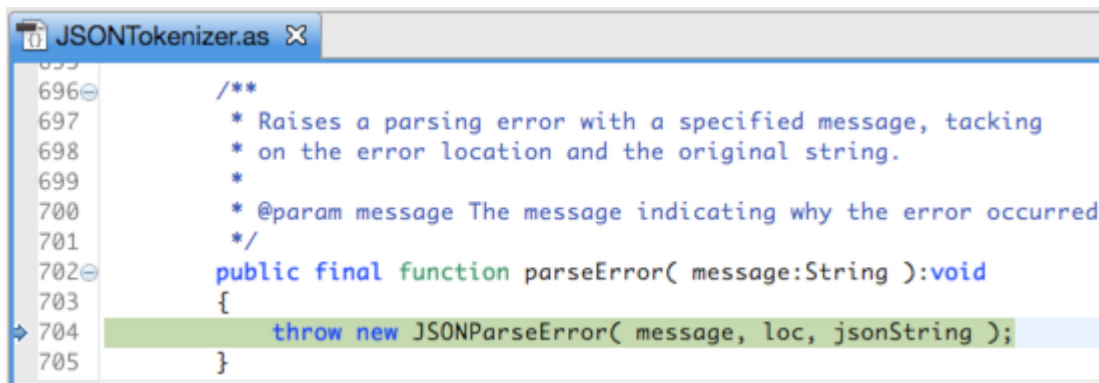 JSONTokenizer.as
696 /**
697 * Raises a parsing error with a specified message, tacking
698 * on the error location and the original string.
699 *
700 * @param message The message indicating why the error occurred
701 */
702 public final function parseError( message:String ):void
703 {
704 throw new JSONParseError( message, loc, jsonString );
705 }